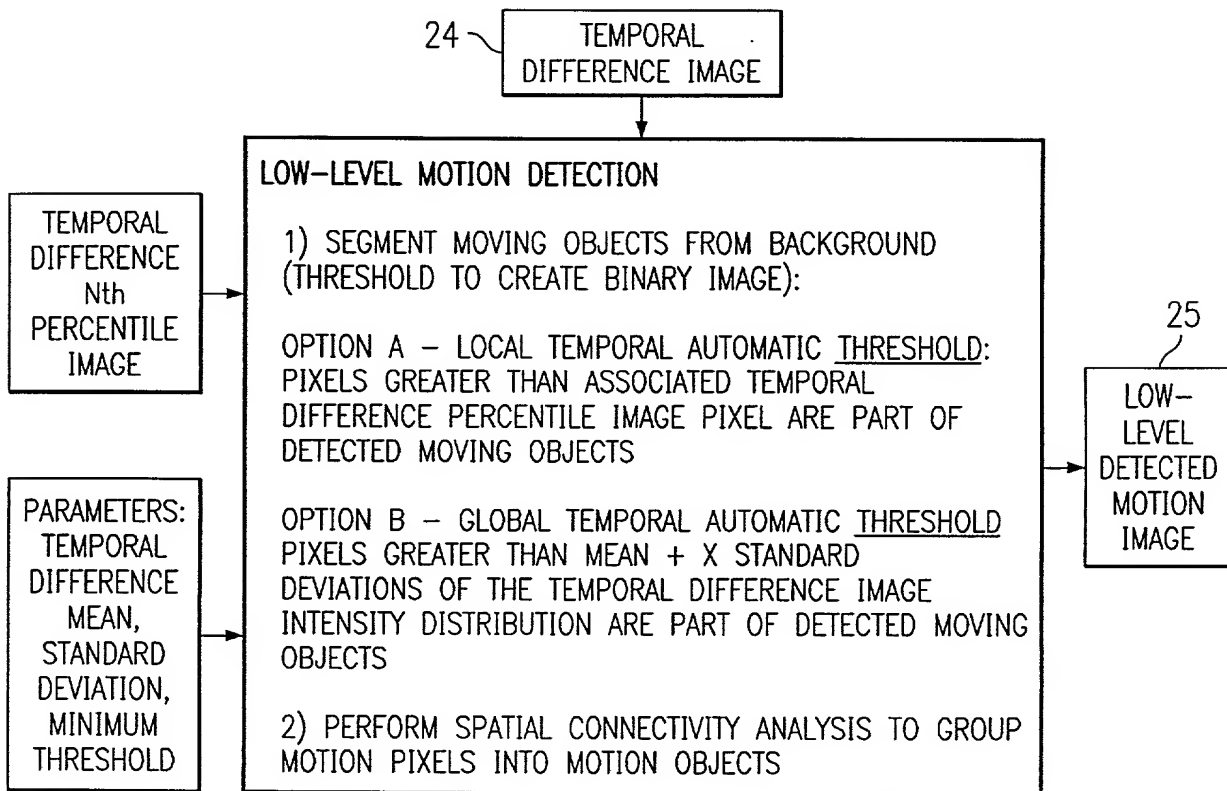 24
TEMPORAL
DIFFERENCE IMAGE
TEMPORAL
DIFFERENCE
Nth
PERCENTILE
IMAGE
PARAMETERS:
TEMPORAL
DIFFERENCE
MEAN,
STANDARD
DEVIATION,
MINIMUM
THRESHOLD
LOW-LEVEL MOTION DETECTION
1) SEGMENT MOVING OBJECTS FROM BACKGROUND
(THRESHOLD TO CREATE BINARY IMAGE):
OPTION A – LOCAL TEMPORAL AUTOMATIC THRESHOLD:
PIXELS GREATER THAN ASSOCIATED TEMPORAL
DIFFERENCE PERCENTILE IMAGE PIXEL ARE PART OF
DETECTED MOVING OBJECTS
OPTION B – GLOBAL TEMPORAL AUTOMATIC THRESHOLD
PIXELS GREATER THAN MEAN + X STANDARD
DEVIATIONS OF THE TEMPORAL DIFFERENCE IMAGE
INTENSITY DISTRIBUTION ARE PART OF DETECTED MOVING
OBJECTS
2) PERFORM SPATIAL CONNECTIVITY ANALYSIS TO GROUP
MOTION PIXELS INTO MOTION OBJECTS
25
LOW-
LEVEL
DETECTED
MOTION
IMAGE